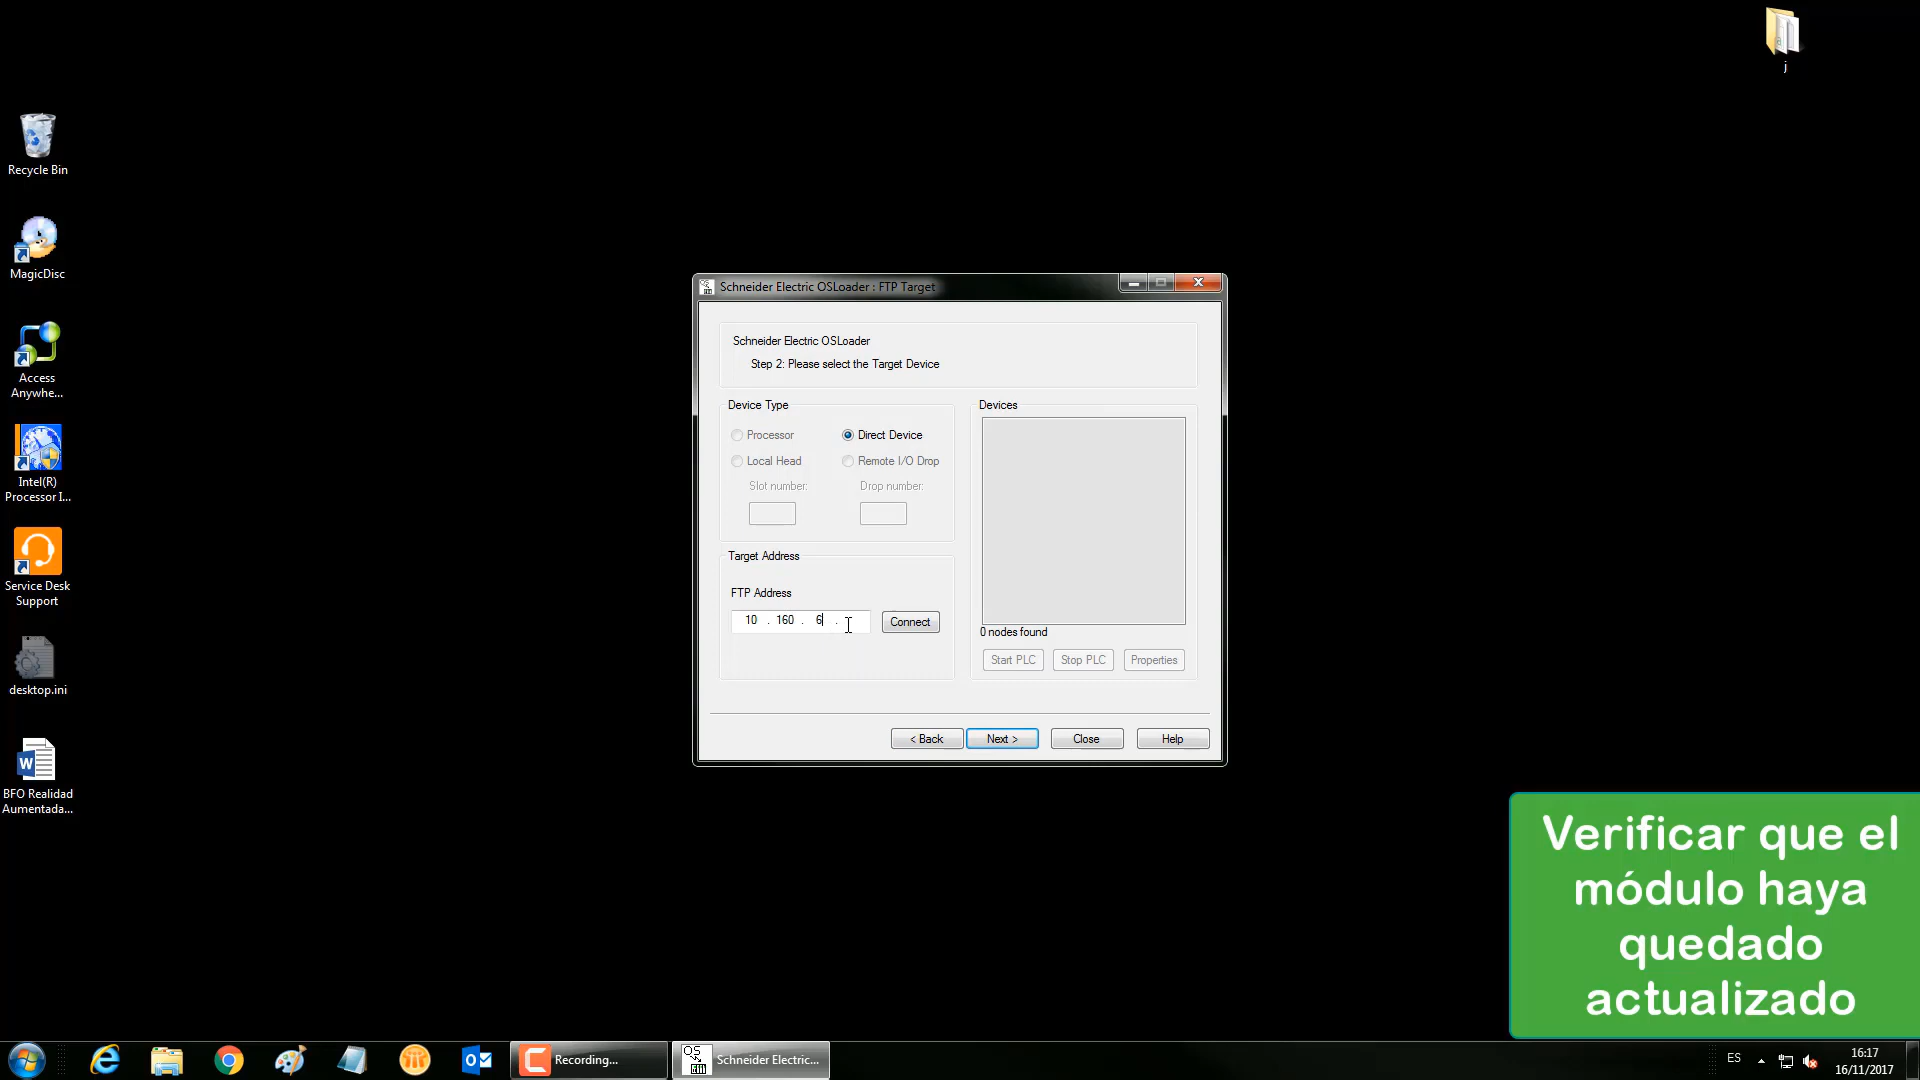 j
Recycle Bin
MagicDisc
Access
Anywhe...
Intel(R)
Processor I...
Service Desk
Support
desktop.ini
BFO Realidad
Aumentada...
Schneider Electric OSLoader : FTP Target
Schneider Electric OSLoader
Step 2: Please select the Target Device
Device Type
Processor
Direct Device
Local Head
Remote I/O Drop
Slot number:
Drop number:
Target Address
FTP Address
10 . 160 . 6 .
Connect
Devices
0 nodes found
Start PLC
Stop PLC
Properties
< Back
Next >
Close
Help
Verificar que el
módulo haya
quedado
actualizado
Recording...
OS
Schneider Electric...
ES
16:17
16/11/2017